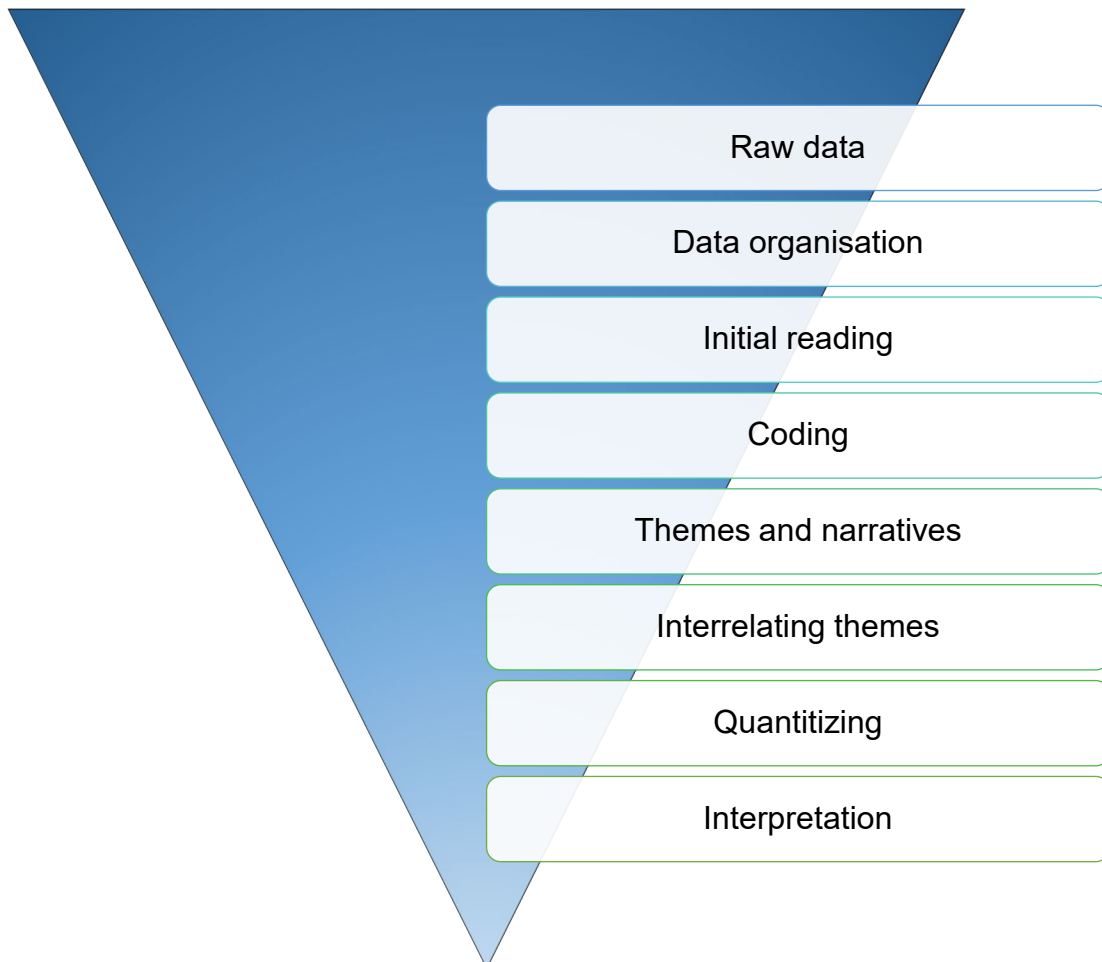 Raw data
Data organisation
Initial reading
Coding
Themes and narratives
Interrelating themes
Quantitizing
Interpretation